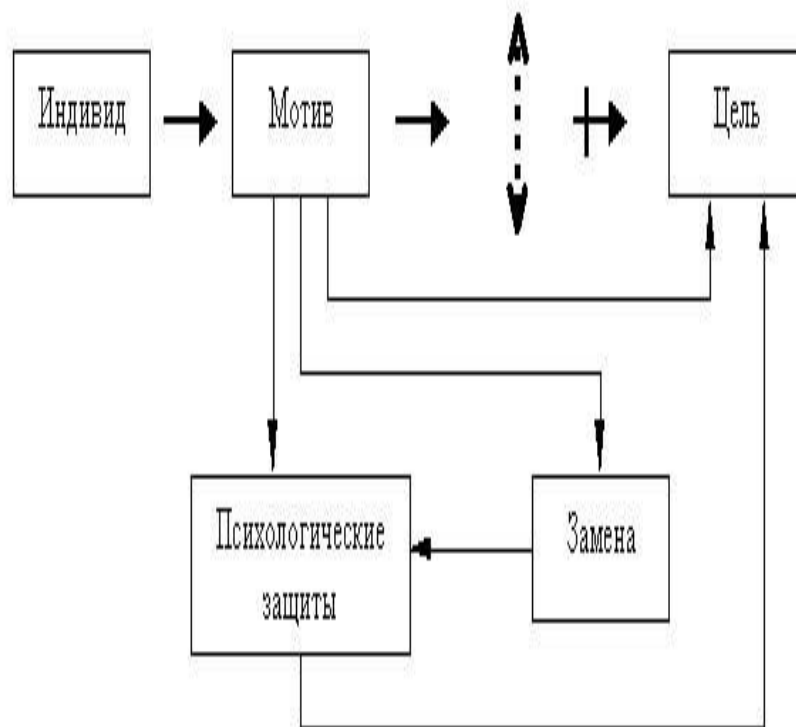 Индивид
Мотив
Цель
Психологические
защиты
Замена